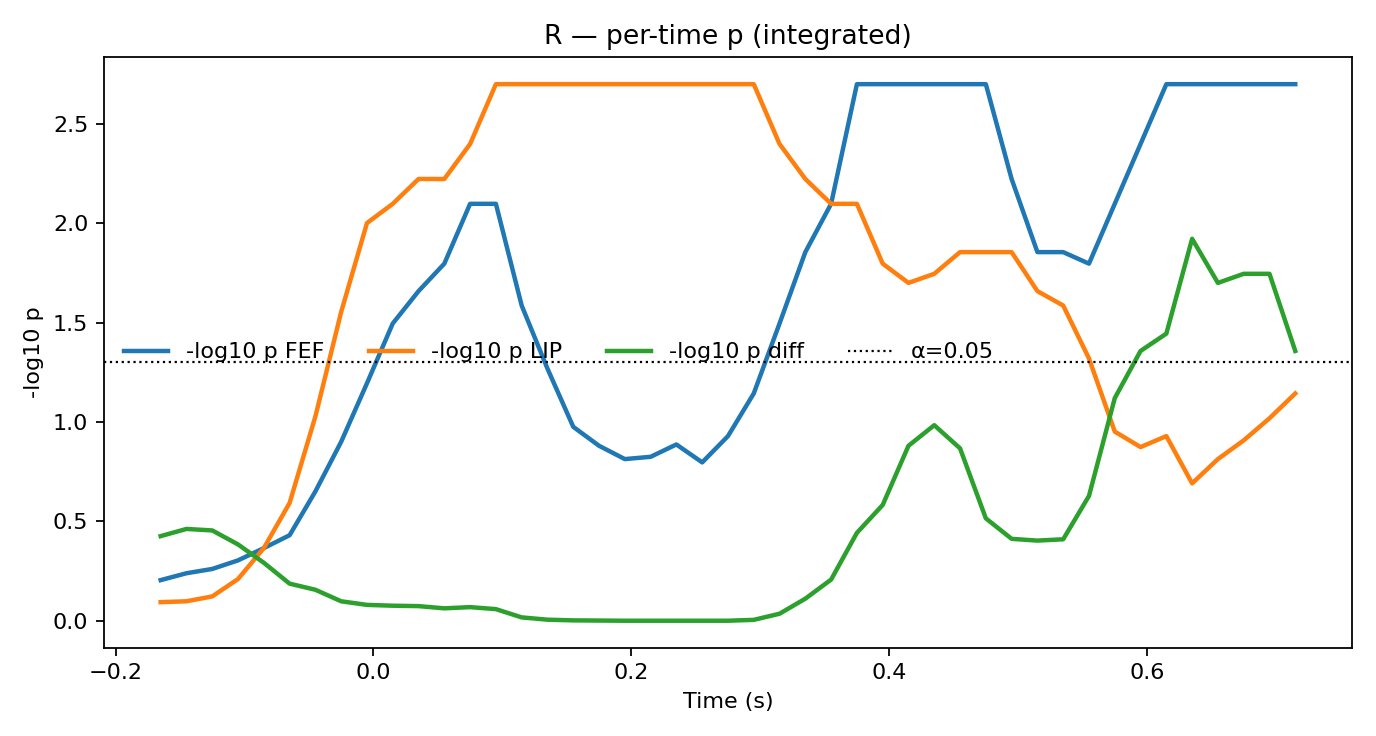 R — per-time p (integrated)
-log10 p
2.5
2.0
1.5
1.0
0.5
0.0
-log10 p FEF -log10 p LIP -log10 p diff α=0.05
−0.2 0.0 0.2 0.4 0.6
Time (s)